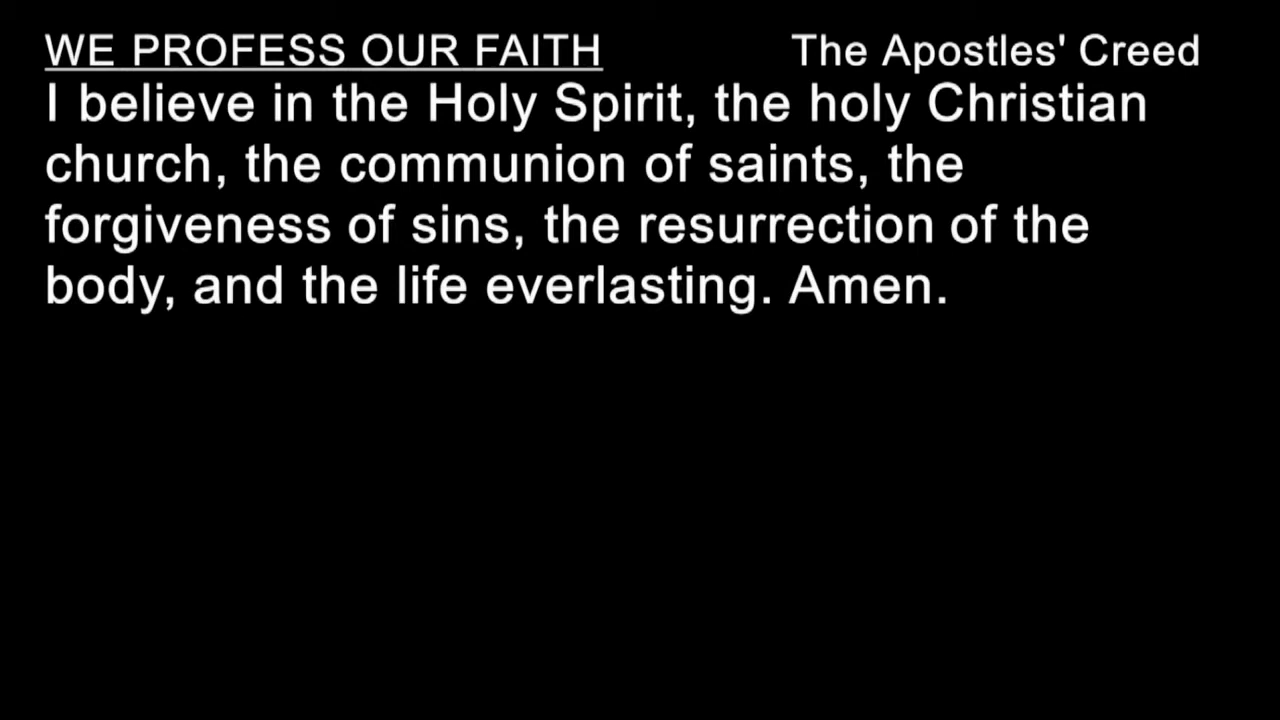 WE PROFESS OUR FAITH The Apostles' Creed
I believe in the Holy Spirit, the holy Christian
church, the communion of saints, the
forgiveness of sins, the resurrection of the
body, and the life everlasting. Amen.